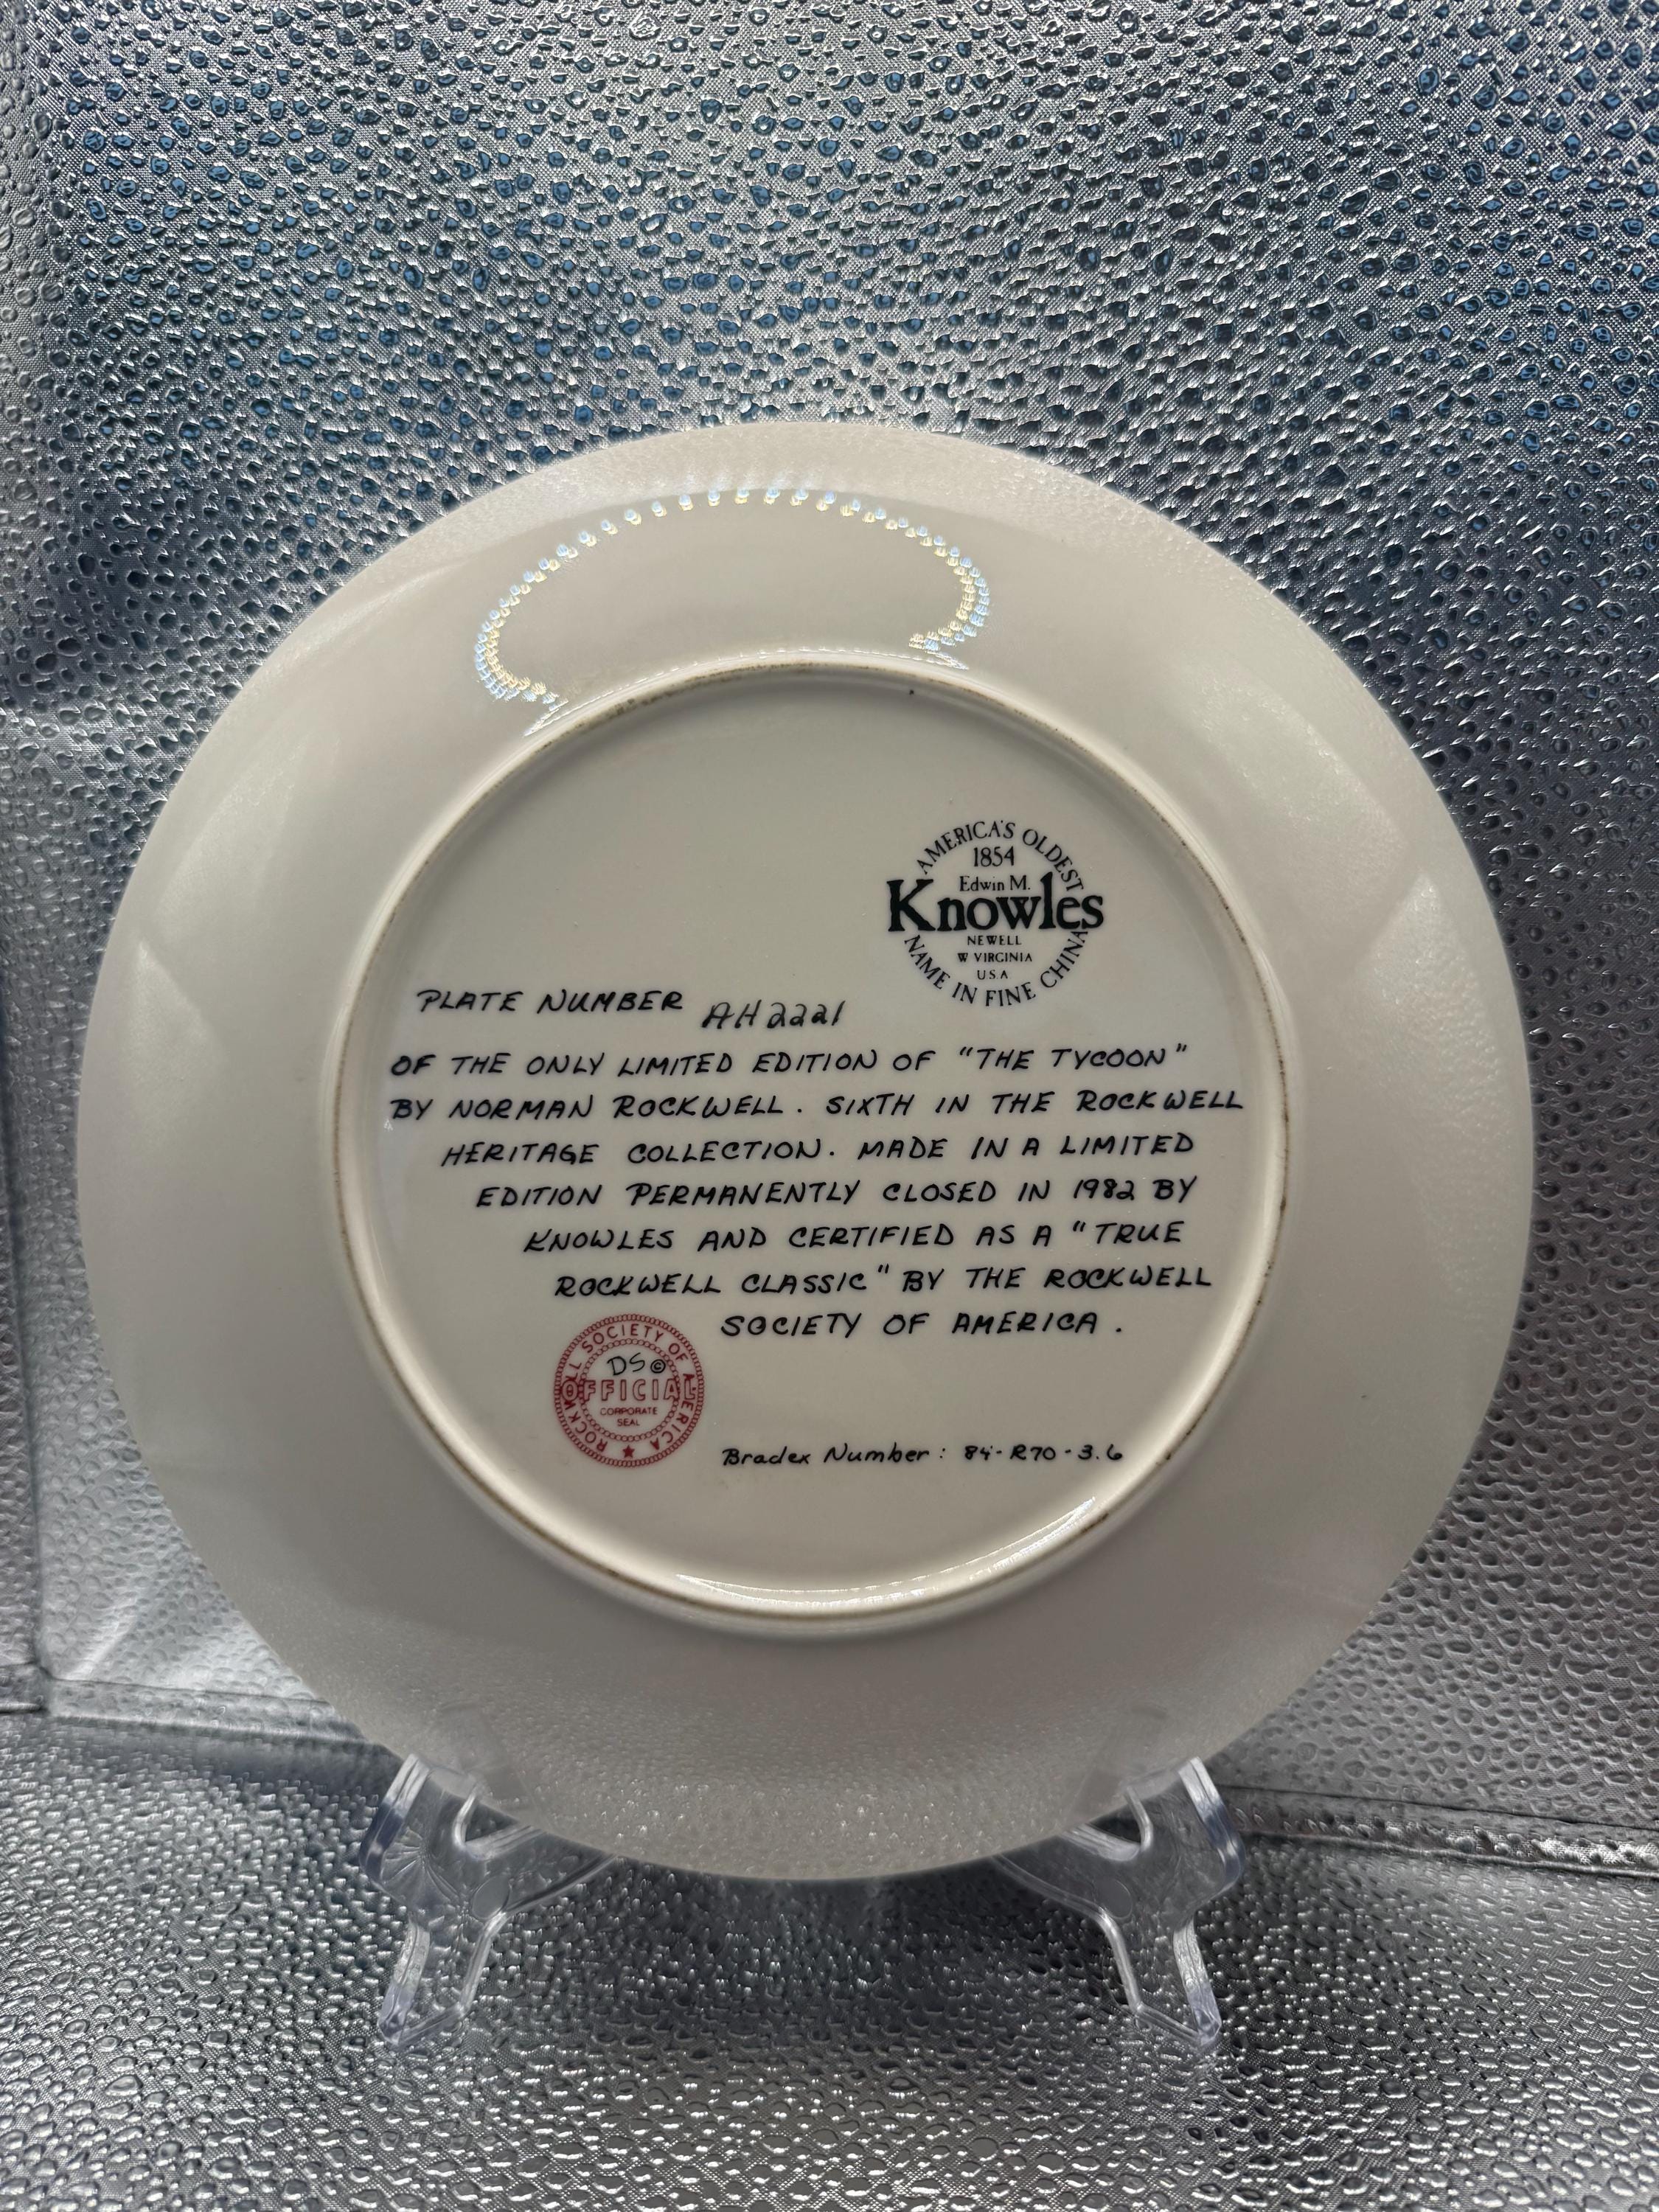 AMERICA'S OLDEST
1854
Edwin M.
Knowles
NEWELL
W VIRGINIA
U.S.A
NAME IN FINE CHINA
PLATE NUMBER AH2221
OF THE ONLY LIMITED EDITION OF "THE TYCOON"
BY NORMAN ROCKWELL. SIXTH IN THE ROCKWELL
HERITAGE COLLECTION. MADE IN A LIMITED
EDITION PERMANENTLY CLOSED IN 1982 BY
KNOWLES AND CERTIFIED AS A "TRUE
ROCKWELL CLASSIC" BY THE ROCKWELL
SOCIETY OF AMERICA.
ROCKWELL SOCIETY OF AMERICA
DS©
OFFICIAL
CORPORATE
SEAL
Bradex Number: 84-R70-3.6